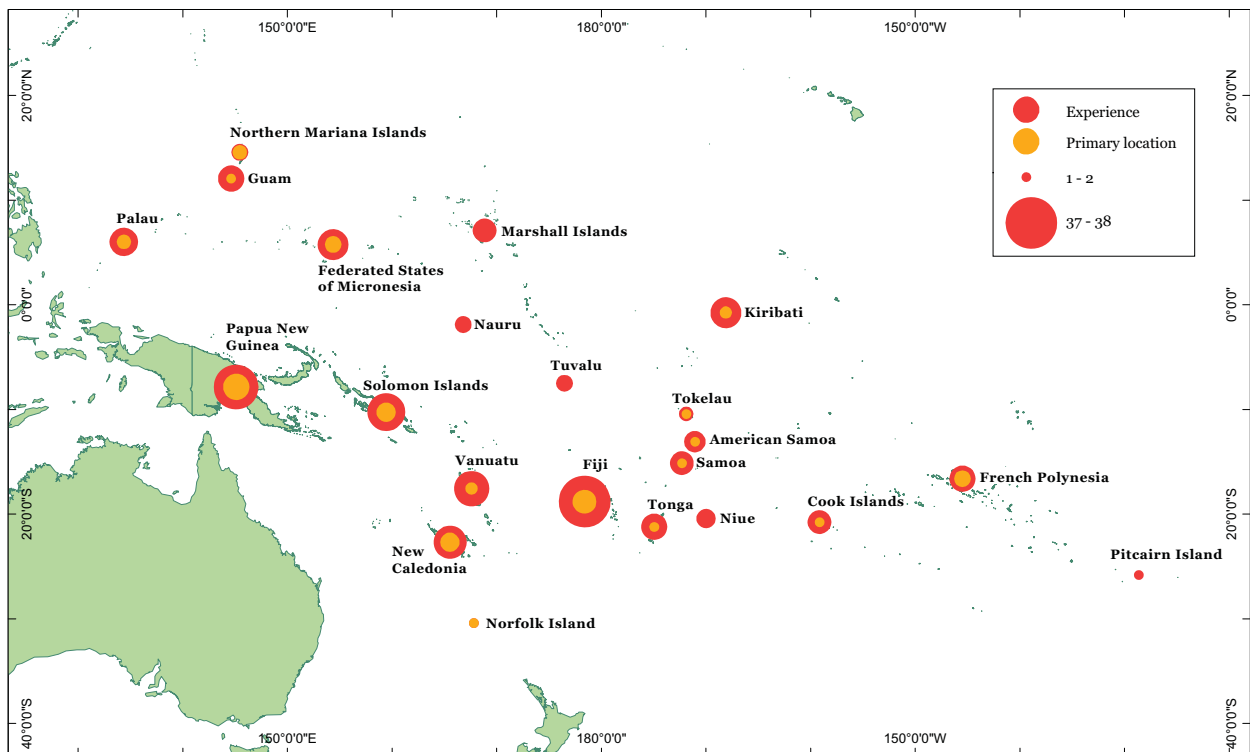 150°0'0"E
180°0'0"
150°0'0"W
20°0'0"N
20°0'0"N
Experience
Primary location
1 - 2
37 - 38
Northern Mariana Islands
Guam
Palau
Marshall Islands
Federated States
of Micronesia
0°0'0"
0°0'0"
Kiribati
Nauru
Papua New
Guinea
Tuvalu
Solomon Islands
Tokelau
American Samoa
Samoa
Vanuatu
Fiji
French Polynesia
Tonga
Niue
Cook Islands
20°0'0"S
20°0'0"S
New
Caledonia
Pitcairn Island
Norfolk Island
40°0'0"S
40°0'0"S
150°0'0"E
180°0'0"
150°0'0"W